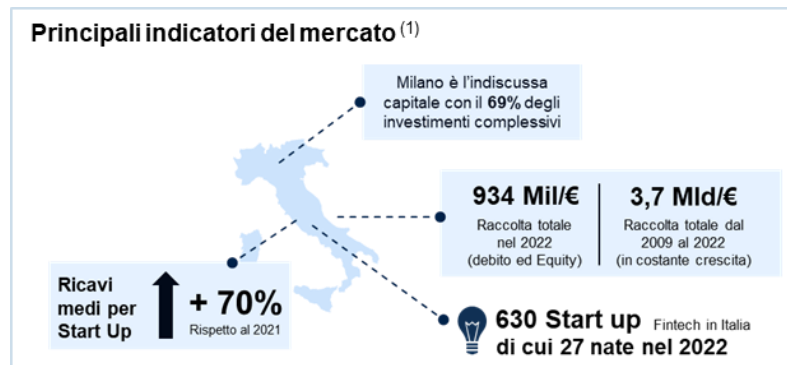 Principali indicatori del mercato (1)
Milano è l'indiscussa
capitale con il 69% degli
investimenti complessivi
934 Mil/€
Raccolta totale
nel 2022
(debito ed Equity)
3,7 Mld/€
Raccolta totale dal
2009 al 2022
(in costante crescita)
Ricavi
medi per
Start Up
+ 70%
Rispetto al 2021
630 Start up Fintech in Italia
di cui 27 nate nel 2022